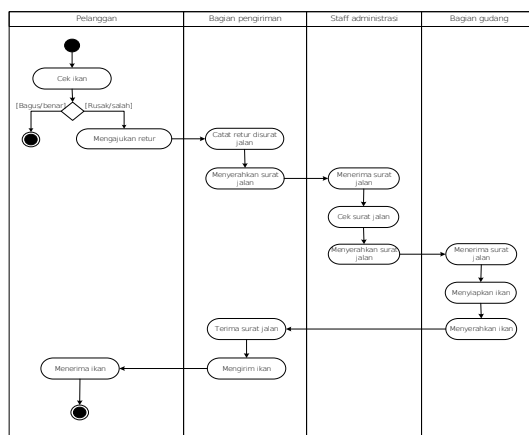 Pelanggan
Bagian pengiriman
Staff administrasi
Bagian gudang
Cek ikan
[Bagus/benar]
[Rusak/salah]
Mengajukan retur
Catat retur disurat
jalan
Menyerahkan surat
jalan
Menerima surat
jalan
Cek surat jalan
Menyerahkan surat
jalan
Menerima surat
jalan
Menyiapkan ikan
Menyerahkan ikan
Terima surat jalan
Mengirim ikan
Menerima ikan